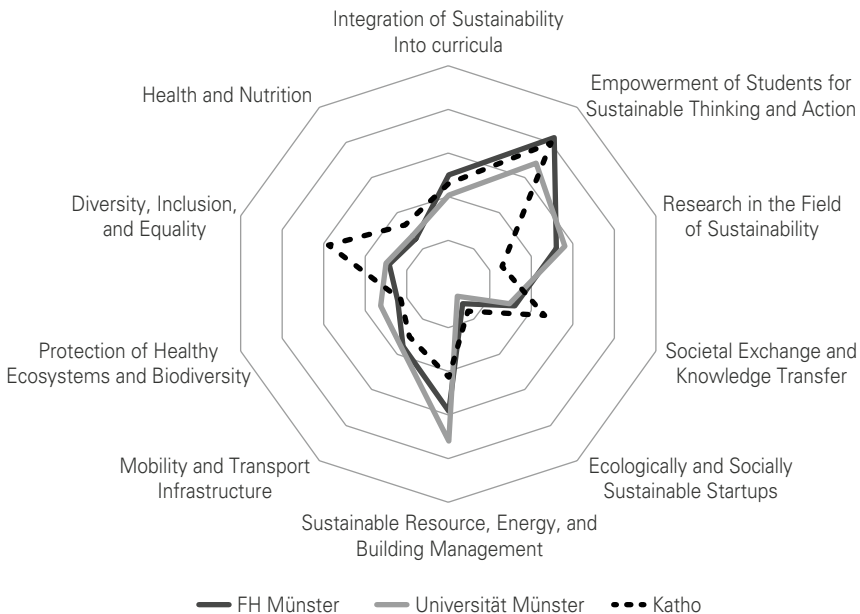 Integration of Sustainability
Into curricula
Empowerment of Students for
Sustainable Thinking and Action
Research in the Field
of Sustainability
Societal Exchange and
Knowledge Transfer
Ecologically and Socially
Sustainable Startups
Sustainable Resource, Energy, and
Building Management
Mobility and Transport
Infrastructure
Protection of Healthy
Ecosystems and Biodiversity
Diversity, Inclusion,
and Equality
Health and Nutrition
FH Münster
Universität Münster
Katho